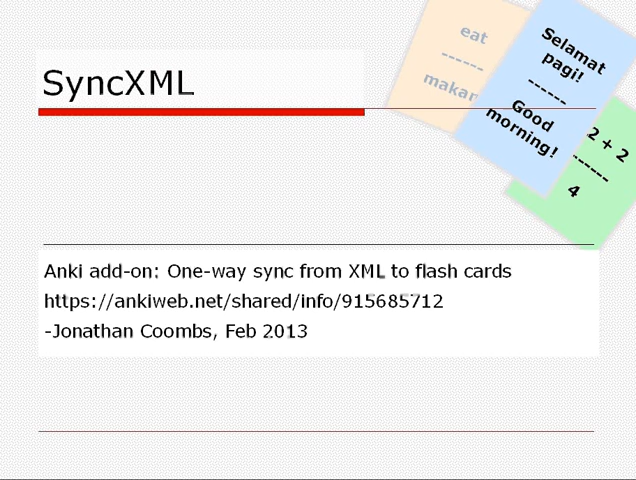 SyncXML
eat
------
makan
Selamat
pagi!
------
Good
morning!
2 + 2
------
4
Anki add-on: One-way sync from XML to flash cards
https://ankiweb.net/shared/info/915685712
-Jonathan Coombs, Feb 2013